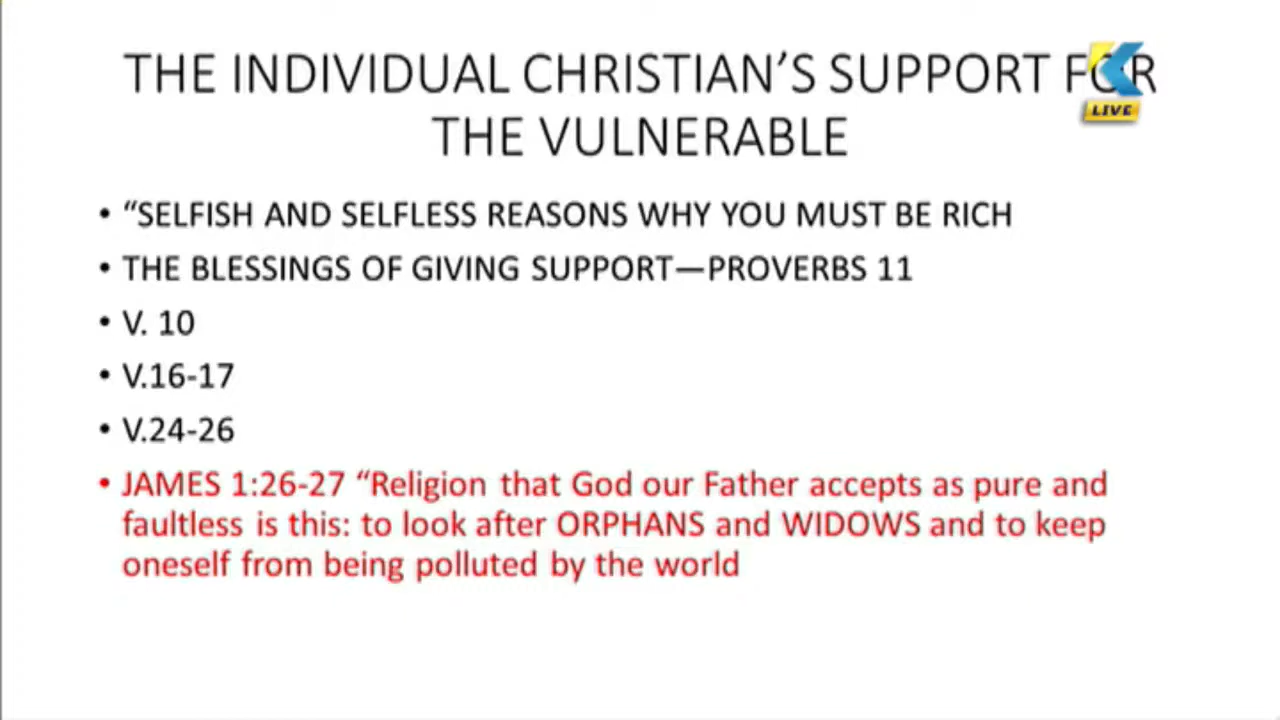 THE INDIVIDUAL CHRISTIAN’S SUPPORT FOR
THE VULNERABLE
LIVE
• “SELFISH AND SELFLESS REASONS WHY YOU MUST BE RICH
• THE BLESSINGS OF GIVING SUPPORT—PROVERBS 11
• V. 10
• V.16-17
• V.24-26
• JAMES 1:26-27 “Religion that God our Father accepts as pure and
faultless is this: to look after ORPHANS and WIDOWS and to keep
oneself from being polluted by the world